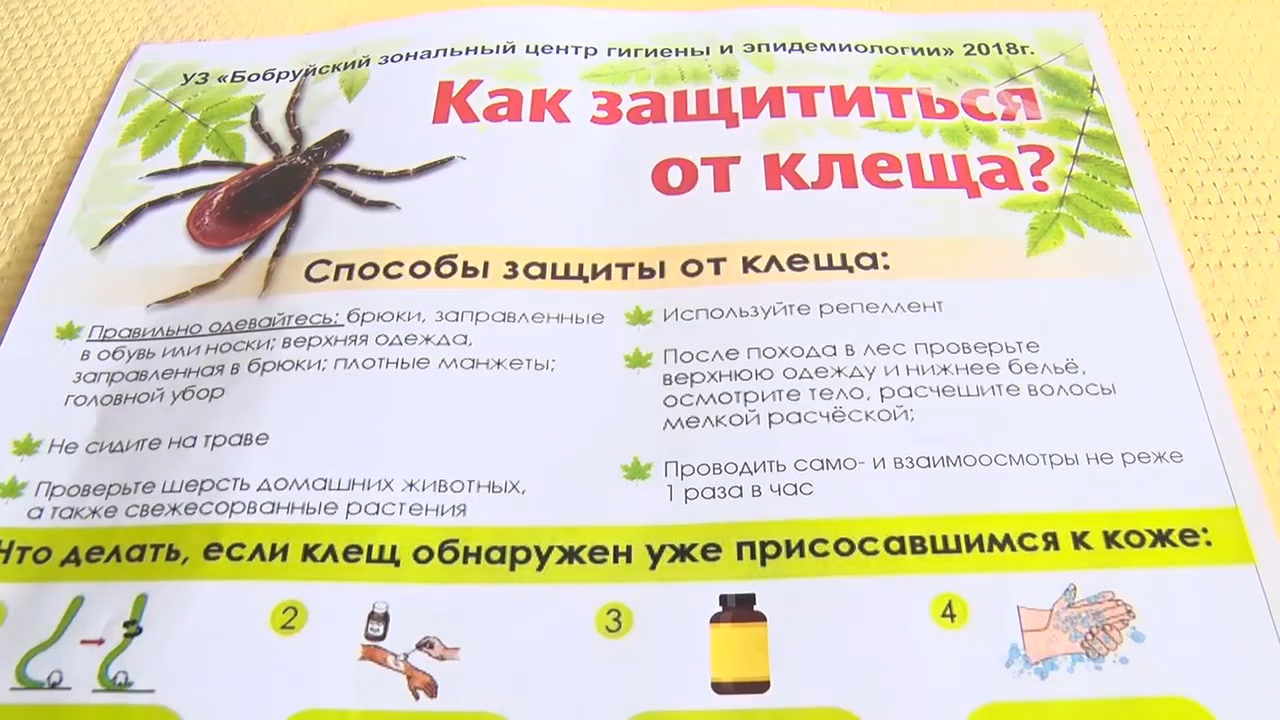 УЗ «Бобруйский зональный центр гигиены и эпидемиологии» 2018г.
Как защититься
от клеща?
Способы защиты от клеща:
Правильно одевайтесь: брюки, заправленные
в обувь или носки; верхняя одежда,
заправленная в брюки; плотные манжеты;
головной убор
Не сидите на траве
Проверьте шерсть домашних животных,
а также свежесорванные растения
Используйте репеллент
После похода в лес проверьте
верхнюю одежду и нижнее бельё,
осмотрите тело, расчешите волосы
мелкой расчёской;
Проводить само- и взаимоосмотры не реже
1 раза в час
Что делать, если клещ обнаружен уже присосавшимся к коже:
2
3
4